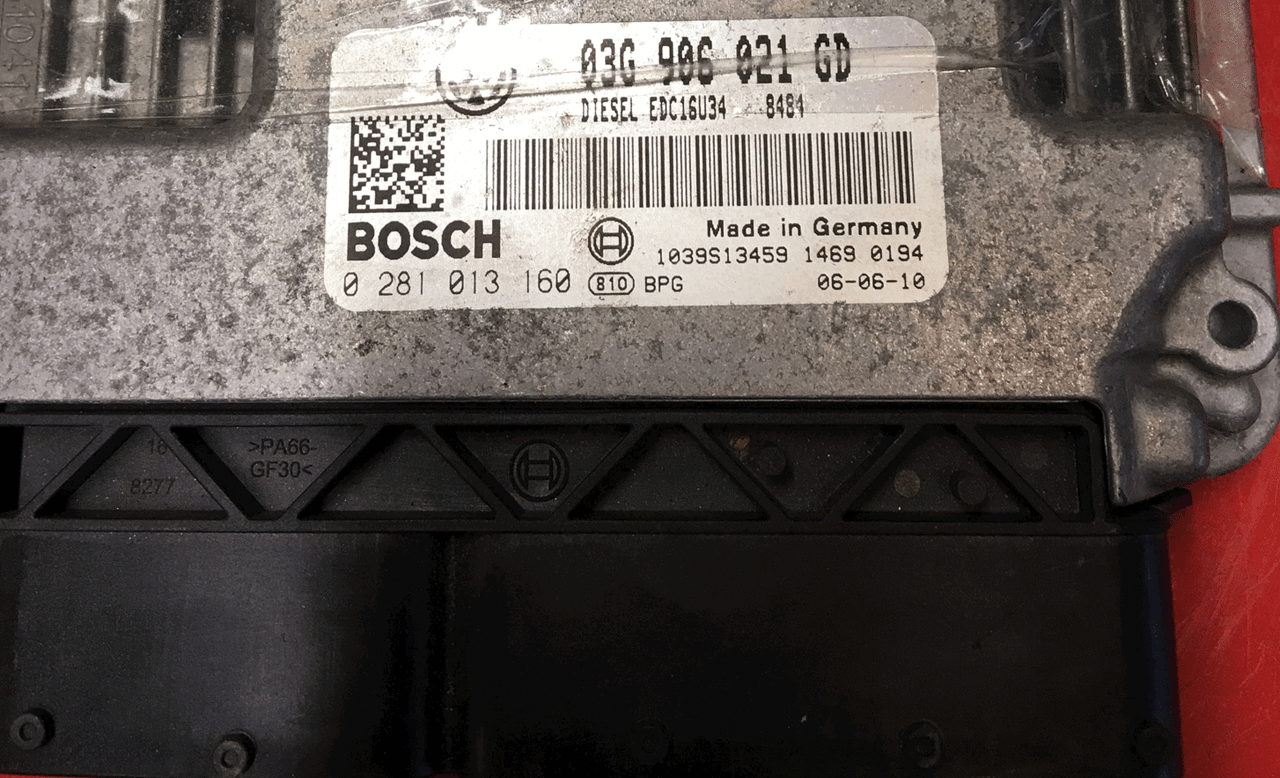 03G 906 021 GD
DIESEL EDC16U34 8484
BOSCH
Made in Germany
1039S13459 1469 0194
0 281 013 160 810 BPG 06-06-10
16
>PA66-
GF30<
8277